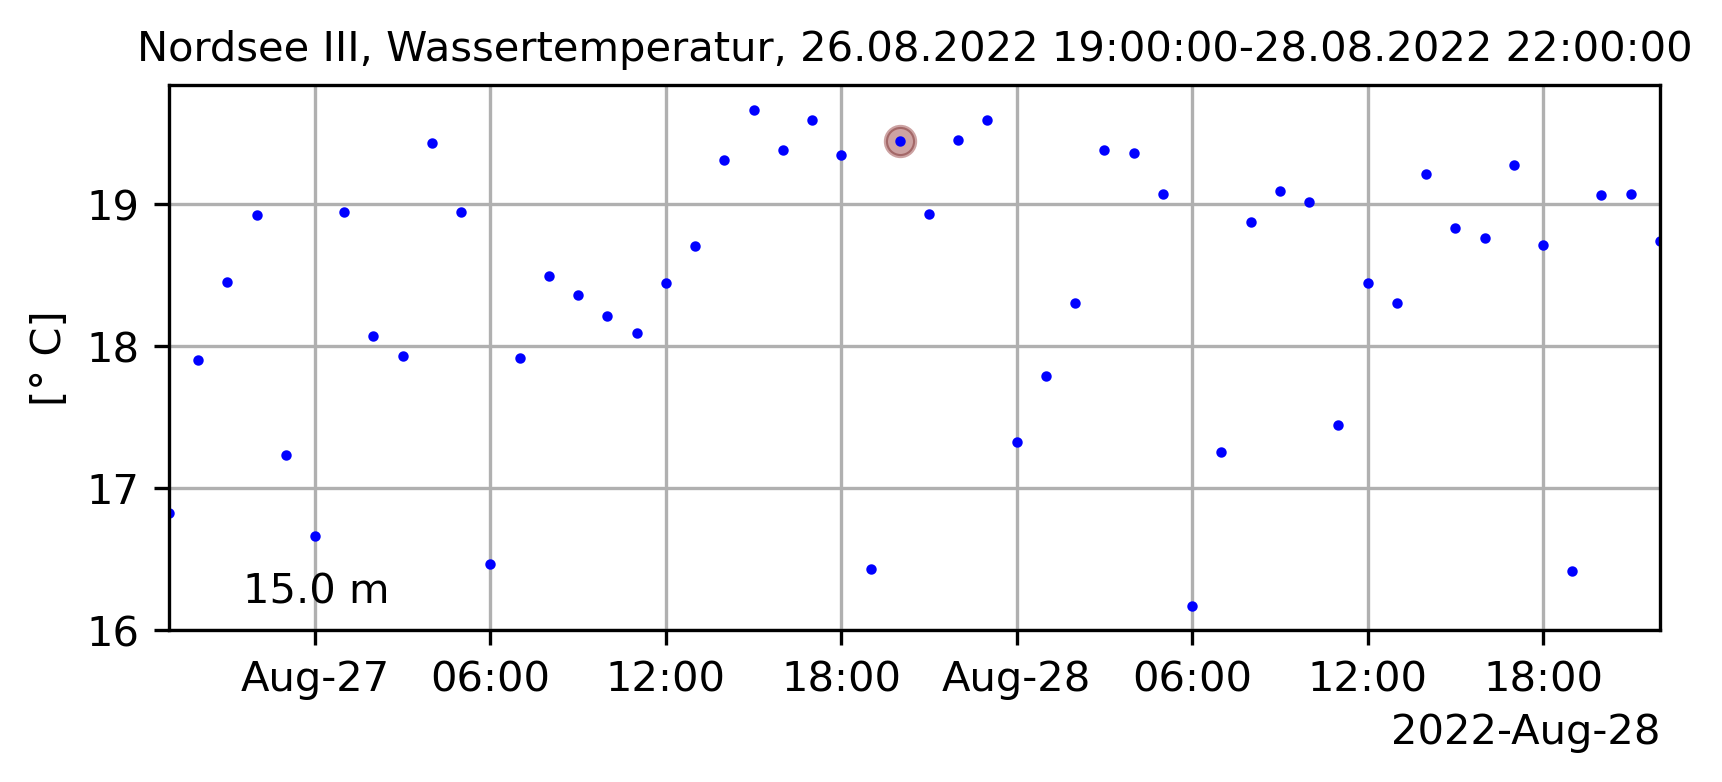 Nordsee III, Wassertemperatur, 26.08.2022 19:00:00-28.08.2022 22:00:00
[° C]
19
18
17
16
15.0 m
Aug-27 06:00 12:00 18:00 Aug-28 06:00 12:00 18:00
2022-Aug-28